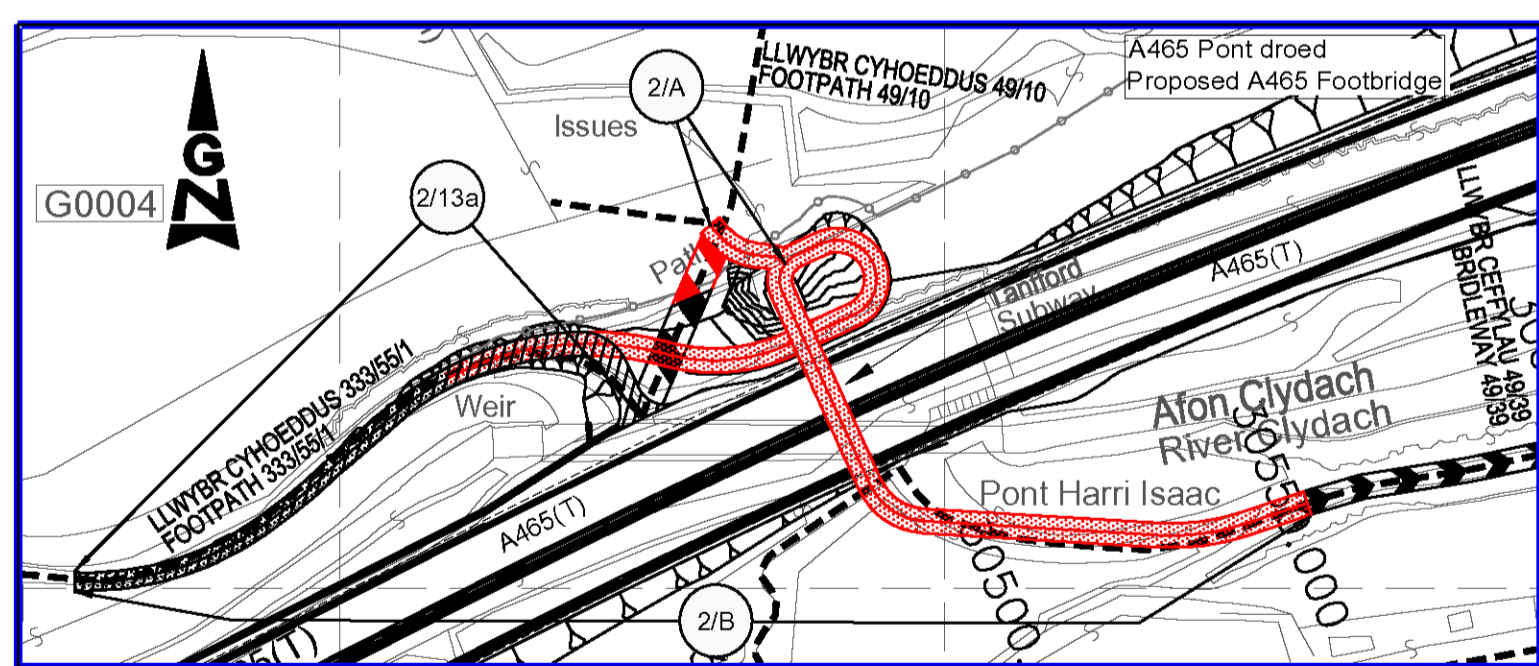 A465 Pont droed
Proposed A465 Footbridge
LLWYBR CYHOEDDUS 49/10
FOOTPATH 49/10
2/A
Issues
G
N
G0004
2/13a
Path
Lanfford
Subway
A465(T)
LLWYBR CEFFYLAU 49/39
BRIDLEWAY 49/39
LLWYBR CYHOEDDUS 333/55/1
FOOTPATH 333/55/1
Weir
Afon Clydach
River Clydach
Pont Harri Isaac
A465(T)
2/B